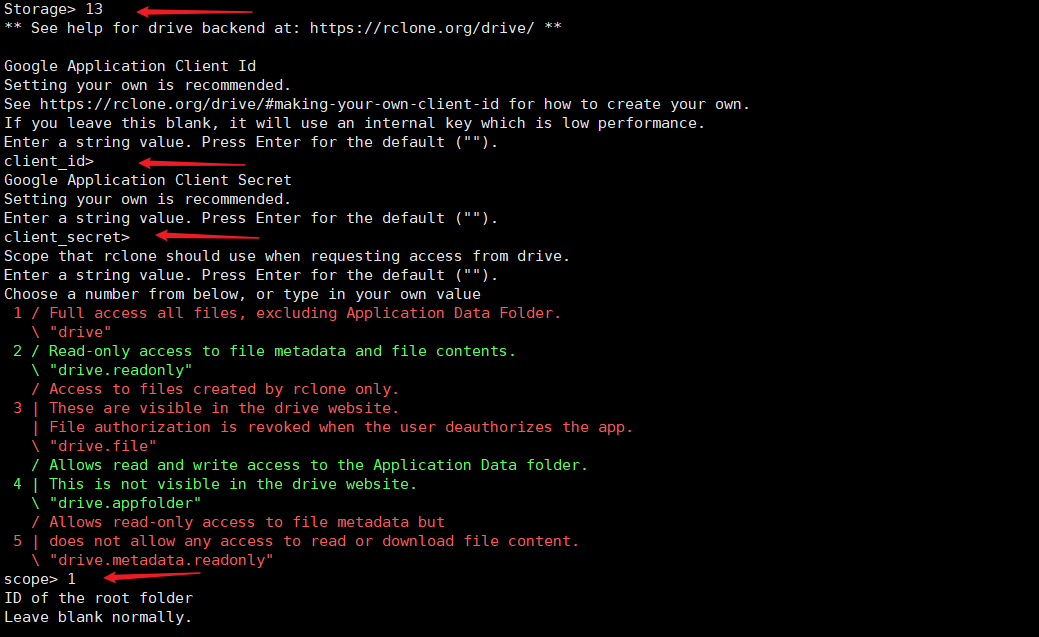 Storage> 13
** See help for drive backend at: https://rclone.org/drive/ **
Google Application Client Id
Setting your own is recommended.
See https://rclone.org/drive/#making-your-own-client-id for how to create your own.
If you leave this blank, it will use an internal key which is low performance.
Enter a string value. Press Enter for the default ("").
client_id>
Google Application Client Secret
Setting your own is recommended.
Enter a string value. Press Enter for the default ("").
client_secret>
Scope that rclone should use when requesting access from drive.
Enter a string value. Press Enter for the default ("").
Choose a number from below, or type in your own value
 1 / Full access all files, excluding Application Data Folder.
   \ "drive"
 2 / Read-only access to file metadata and file contents.
   \ "drive.readonly"
   / Access to files created by rclone only.
 3 | These are visible in the drive website.
   | File authorization is revoked when the user deauthorizes the app.
   \ "drive.file"
   / Allows read and write access to the Application Data folder.
 4 | This is not visible in the drive website.
   \ "drive.appfolder"
   / Allows read-only access to file metadata but
 5 | does not allow any access to read or download file content.
   \ "drive.metadata.readonly"
scope> 1
ID of the root folder
Leave blank normally.